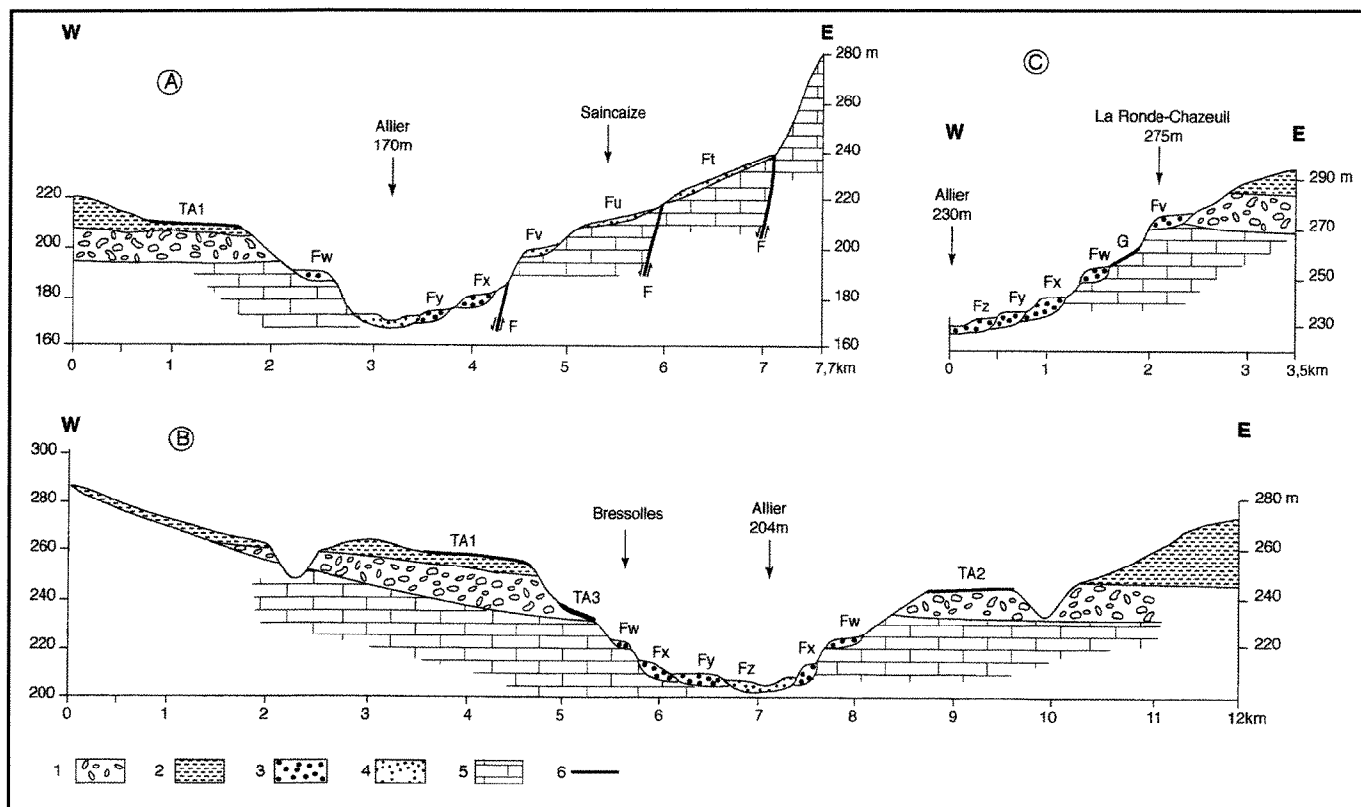 W E
A
280 m
260
240
220
200
180
160
Saincaize
Allier
170m
220
200
180
160
TA1
Fw
Fy
Fx
Fv
Fu
Ft
F
F
F
0 1 2 3 4 5 6 7 7,7km
C
W E
La Ronde-Chazeuil
275m
Allier
230m
290 m
270
250
230
Fz
Fy
Fx
Fw
G
Fv
0 1 2 3 3,5km
W E
B
300
280
260
240
220
200
280 m
260
240
220
Bressolles
Allier
204m
TA1
TA3
Fw
Fx
Fy
Fz
Fx
Fw
TA2
0 1 2 3 4 5 6 7 8 9 10 11 12km
1 2 3 4 5 6